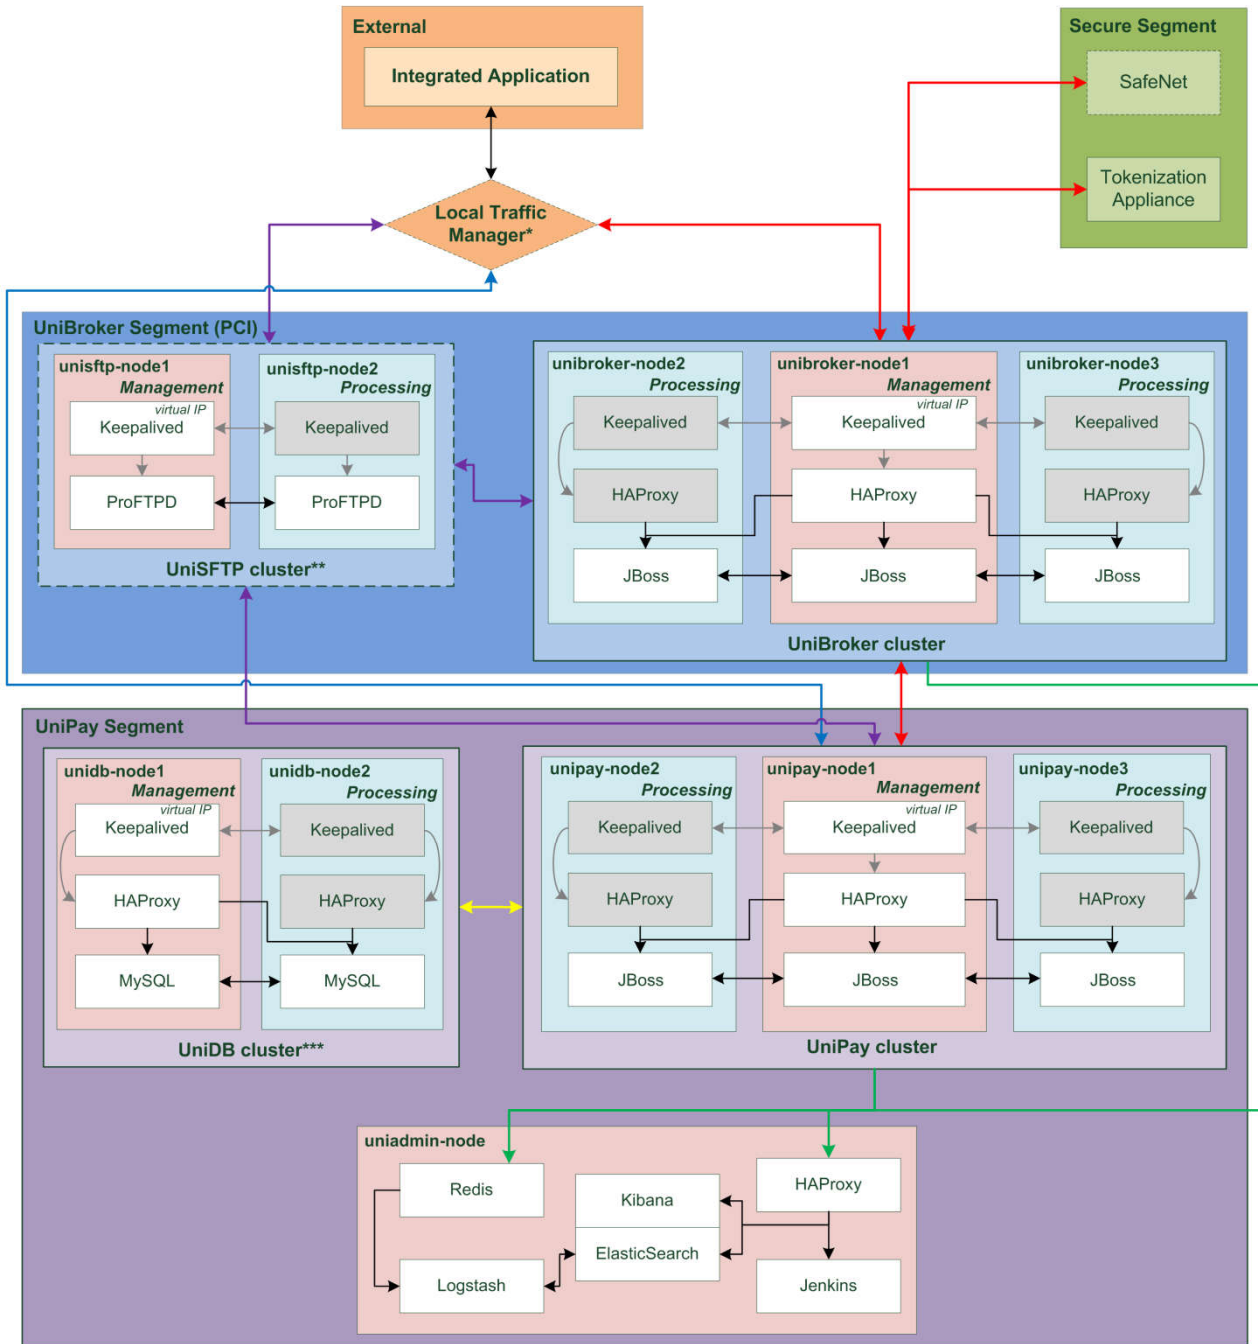 External
Integrated Application
Secure Segment
SafeNet
Tokenization
Appliance
Local Traffic
Manager*
UniBroker Segment (PCI)
unisftp-node1
Management
virtual IP
Keepalived
ProFTPD
unisftp-node2
Processing
Keepalived
ProFTPD
UniSFTP cluster**
unibroker-node2
Processing
Keepalived
HAProxy
JBoss
unibroker-node1
Management
virtual IP
Keepalived
HAProxy
JBoss
unibroker-node3
Processing
Keepalived
HAProxy
JBoss
UniBroker cluster
UniPay Segment
unidb-node1
Management
virtual IP
Keepalived
HAProxy
MySQL
unidb-node2
Processing
Keepalived
HAProxy
MySQL
UniDB cluster***
unipay-node2
Processing
Keepalived
HAProxy
JBoss
unipay-node1
Management
virtual IP
Keepalived
HAProxy
JBoss
unipay-node3
Processing
Keepalived
HAProxy
JBoss
UniPay cluster
uniadmin-node
Redis
Logstash
Kibana
ElasticSearch
HAProxy
Jenkins